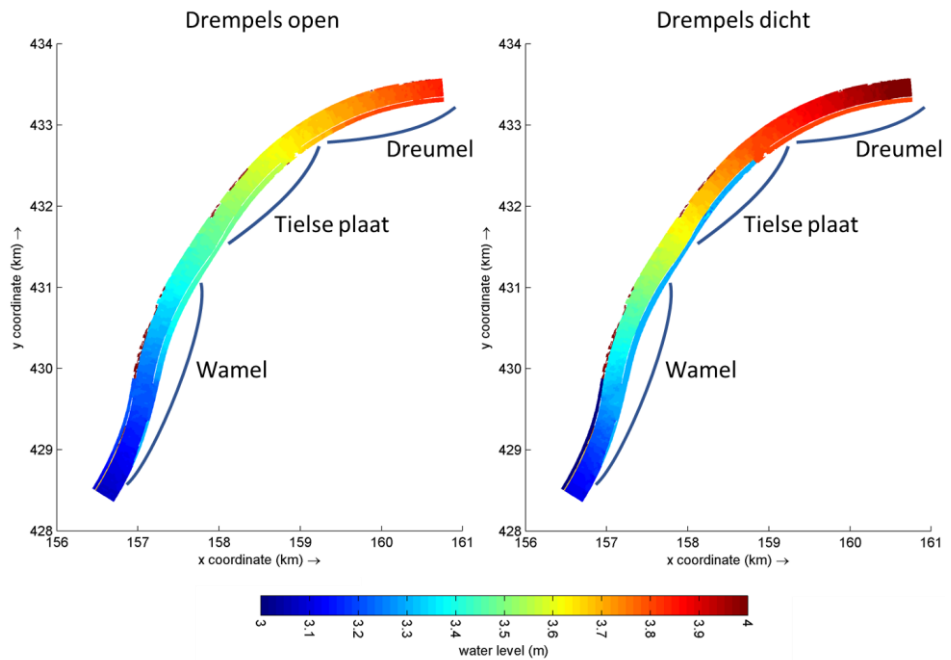 Drempels open
Drempels dicht
434
433
432
431
430
429
428
156
157
158
159
160
161
y coordinate (km) →
x coordinate (km) →
Dreumel
Tielse plaat
Wamel
434
433
432
431
430
429
428
156
157
158
159
160
161
y coordinate (km) →
x coordinate (km) →
Dreumel
Tielse plaat
Wamel
3
3.1
3.2
3.3
3.4
3.5
3.6
3.7
3.8
3.9
4
water level (m)